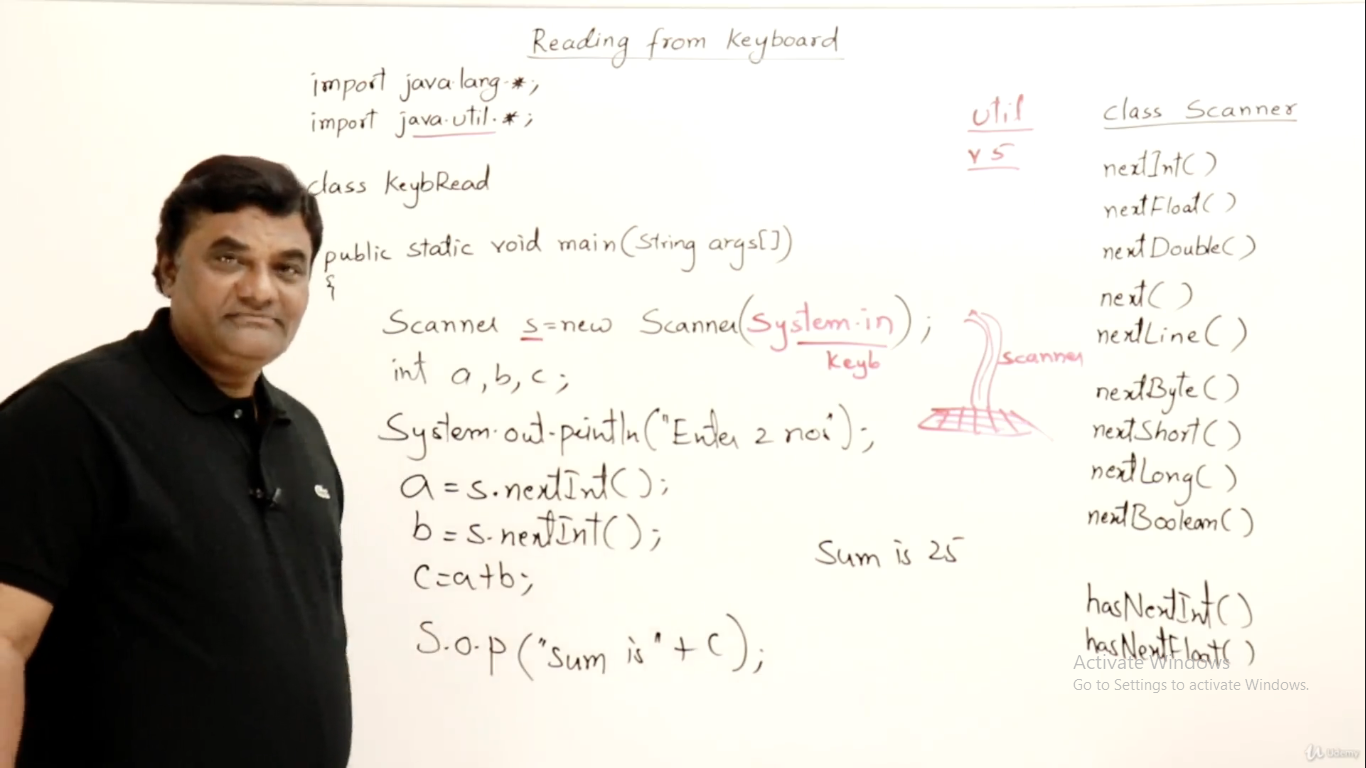 Reading from Keyboard
import java.lang.*;
import java.util.*;
class KeybRead
public static void main(String args[])
{
Scanner s=new Scanner(System.in);
Keyb
int a,b,c;
System.out.println("Enter 2 nos");
a=s.nextInt();
b=s.nextInt();
c=a+b;
S.o.p("Sum is"+c);
Sum is 25
util
v5
scanner
class Scanner
nextInt()
nextFloat()
nextDouble()
next()
nextLine()
nextByte()
nextShort()
nextLong()
nextBoolean()
hasNextInt()
hasNextFloat()
Activate Windows
Go to Settings to activate Windows.
Udemy